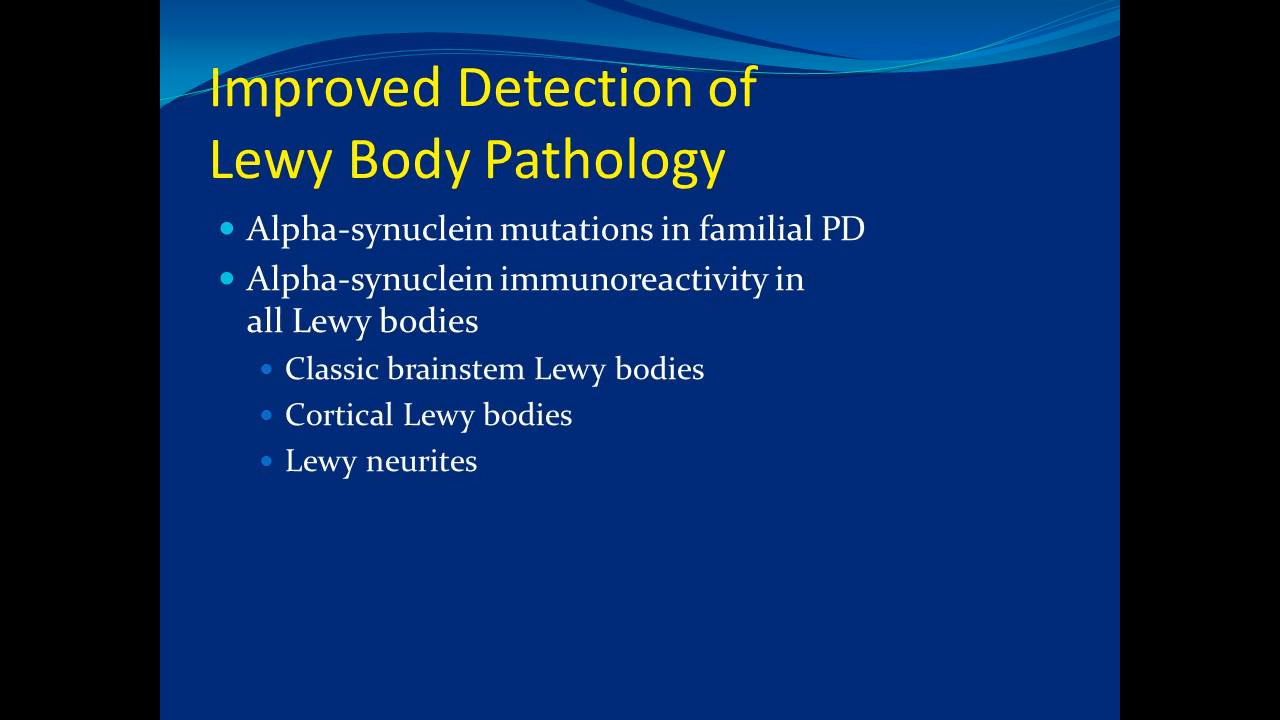 Improved Detection of
Lewy Body Pathology
Alpha-synuclein mutations in familial PD
Alpha-synuclein immunoreactivity in
all Lewy bodies
Classic brainstem Lewy bodies
Cortical Lewy bodies
Lewy neurites